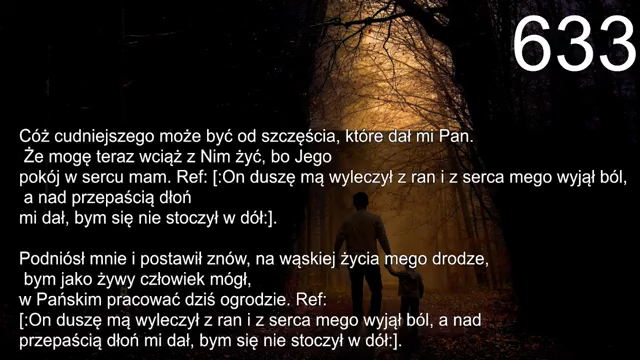 633
Cóż cudniejszego może być od szczęścia, które dał mi Pan.
Że mogę teraz wciąż z Nim żyć, bo Jego
pokój w sercu mam. Ref: [:On duszę mą wyleczył z ran i z serca mego wyjął ból,
a nad przepaścią dłoń
mi dał, bym się nie stoczył w dół:].

Podniósł mnie i postawił znów, na wąskiej życia mego drodze,
bym jako żywy człowiek mógł,
w Pańskim pracować dziś ogrodzie. Ref:
[:On duszę mą wyleczył z ran i z serca mego wyjął ból, a nad
przepaścią dłoń mi dał, bym się nie stoczył w dół:].